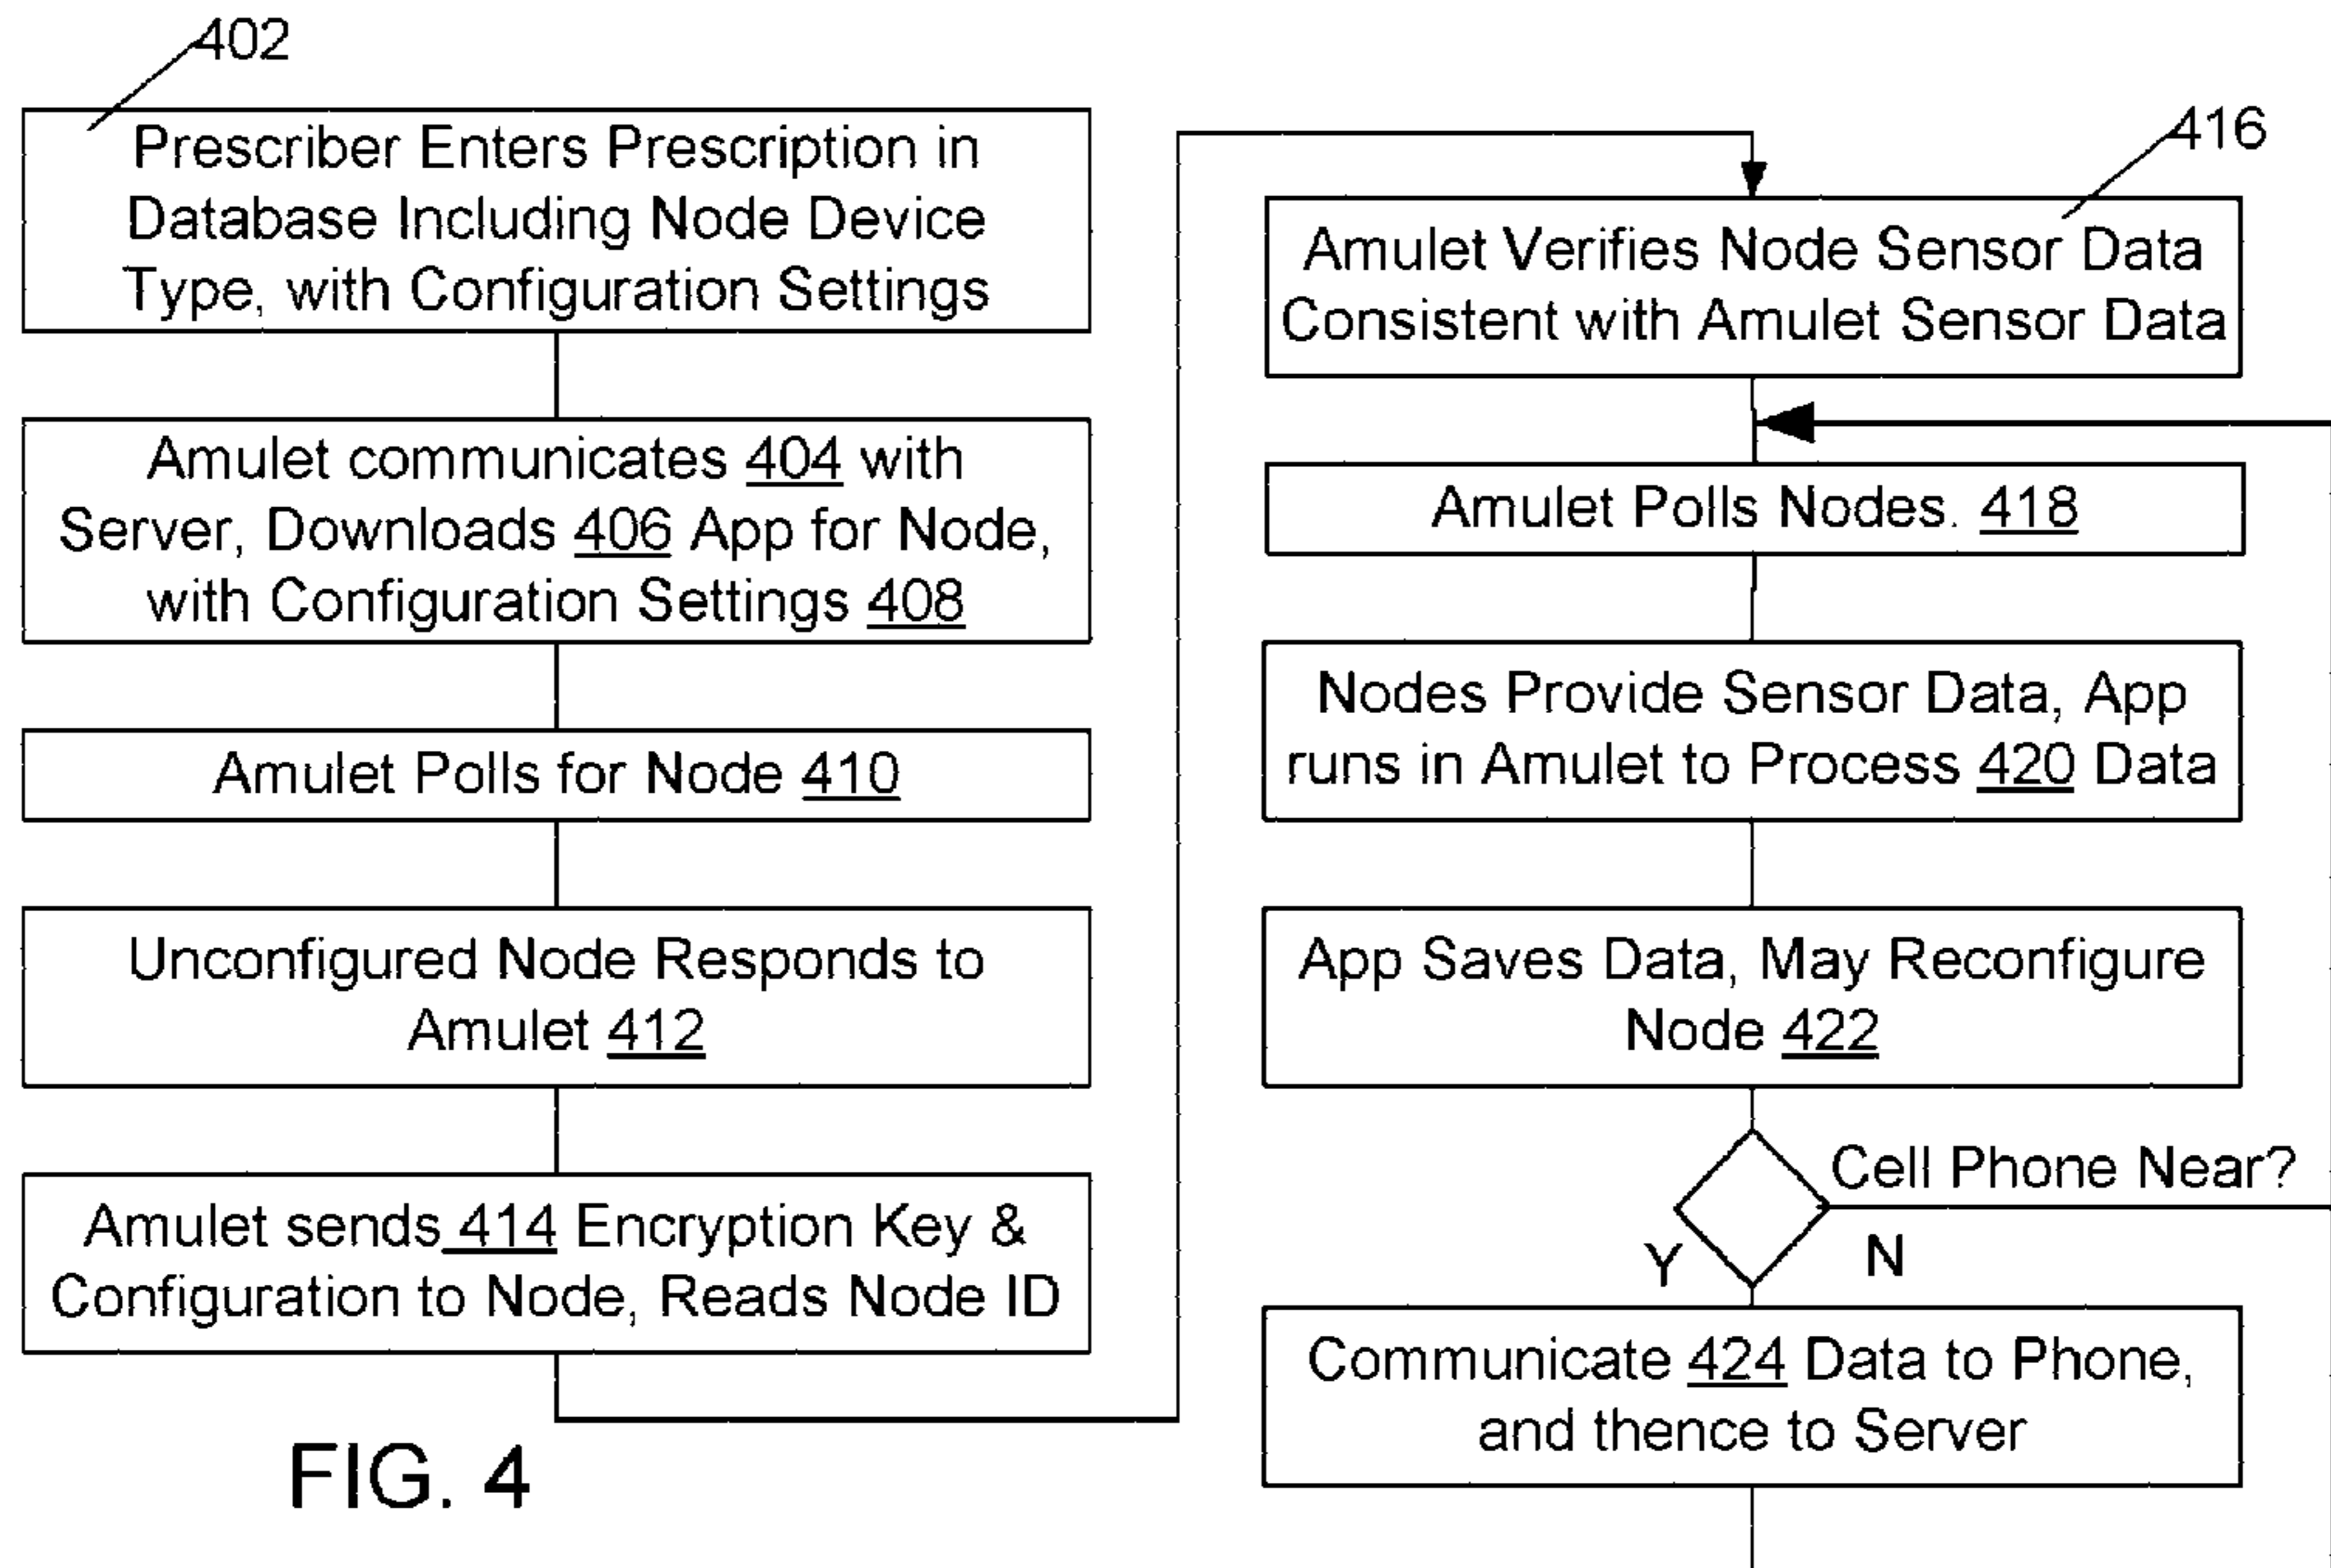 402
Prescriber Enters Prescription in
Database Including Node Device
Type, with Configuration Settings
Amulet communicates 404 with
Server, Downloads 406 App for Node,
with Configuration Settings 408
Amulet Polls for Node 410
Unconfigured Node Responds to
Amulet 412
Amulet sends 414 Encryption Key &
Configuration to Node, Reads Node ID
FIG. 4
416
Amulet Verifies Node Sensor Data
Consistent with Amulet Sensor Data
Amulet Polls Nodes. 418
Nodes Provide Sensor Data, App
runs in Amulet to Process 420 Data
App Saves Data, May Reconfigure
Node 422
Cell Phone Near?
Y
N
Communicate 424 Data to Phone,
and thence to Server